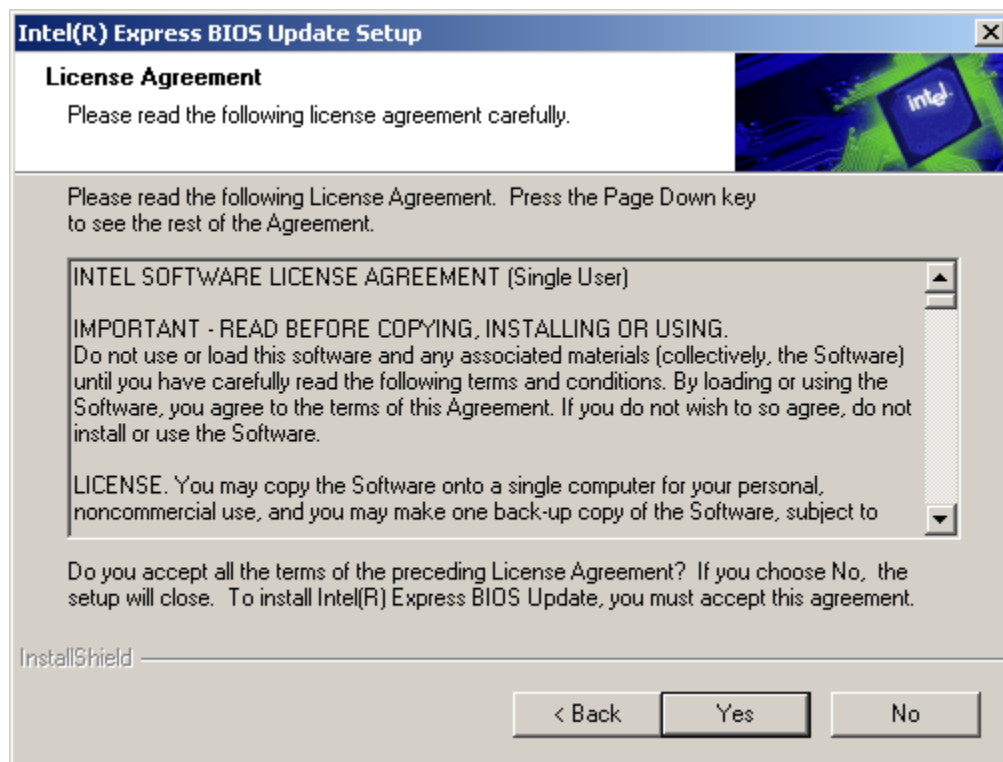 Intel(R) Express BIOS Update Setup
License Agreement
Please read the following license agreement carefully.
intel
Please read the following License Agreement.  Press the Page Down key
to see the rest of the Agreement.
INTEL SOFTWARE LICENSE AGREEMENT (Single User)
IMPORTANT - READ BEFORE COPYING, INSTALLING OR USING.
Do not use or load this software and any associated materials (collectively, the Software)
until you have carefully read the following terms and conditions. By loading or using the
Software, you agree to the terms of this Agreement. If you do not wish to so agree, do not
install or use the Software.
LICENSE. You may copy the Software onto a single computer for your personal,
noncommercial use, and you may make one back-up copy of the Software, subject to
Do you accept all the terms of the preceding License Agreement?  If you choose No,  the
setup will close.  To install Intel(R) Express BIOS Update, you must accept this agreement.
InstallShield
< Back
Yes
No